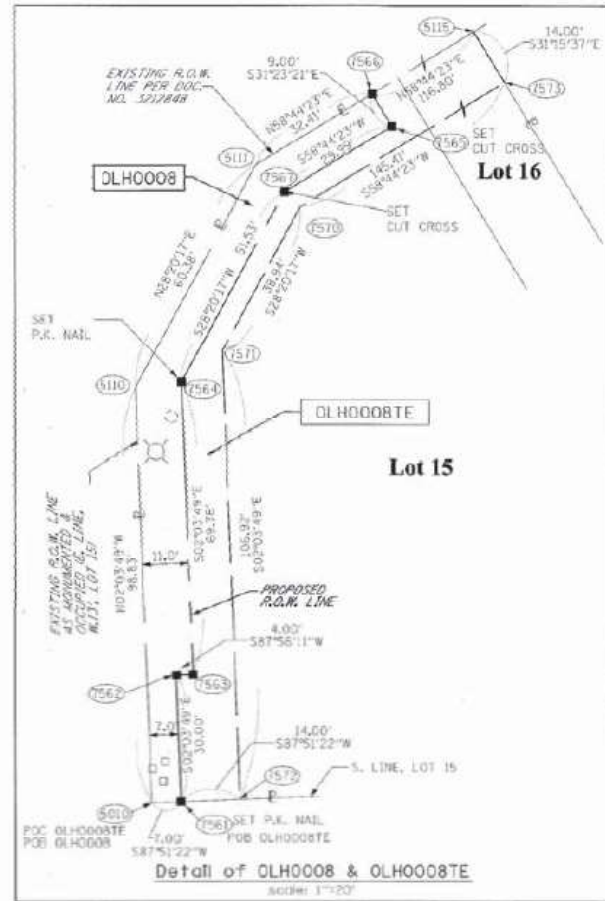 5115
14.00'
S31°15'37"E
7566
9.00'
S31°23'21"E
EXISTING R.O.W.
LINE PER DOC.
NO. 3212848
N58°44'23"E
116.80'
7573
N58°44'23"E
32.41'
S58°44'23"W
29.99'
5111
7565
SET
CUT CROSS
Lot 16
OLH0008
7567
145.41'
S58°44'23"W
SET
CUT CROSS
7570
N28°20'17"E
60.38'
51.53'
S28°20'17"W
38.94'
S28°20'17"W
SET
P.K. NAIL
7571
5110
7564
OLH0008TE
Lot 15
EXISTING R.O.W. LINE
AS MONUMENTED &
OCCUPIED (E. LINE,
W.13', LOT 15)
N02°03'49"W
98.83'
11.0'
S02°03'49"E
69.78'
106.92'
S02°03'49"E
PROPOSED
R.O.W. LINE
4.00'
S87°56'11"W
7562
7563
7.0'
S02°03'49"E
30.00'
14.00'
S87°51'22"W
7572
S. LINE, LOT 15
5010
POC OLH0008TE
POB OLH0008
7561
SET P.K. NAIL
POB OLH0008TE
7.00'
S87°51'22"W
Detail of OLH0008 & OLH0008TE
scale: 1"=20'